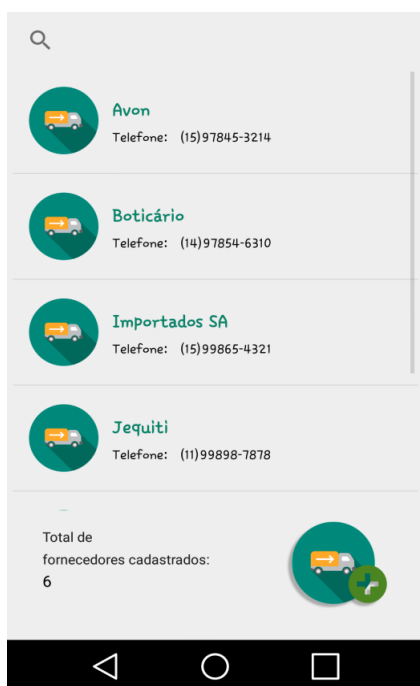 Avon
Telefone: (15)97845-3214
Boticário
Telefone: (14)97854-6310
Importados SA
Telefone: (15)99865-4321
Jequiti
Telefone: (11)99898-7878
Total de
fornecedores cadastrados:
6